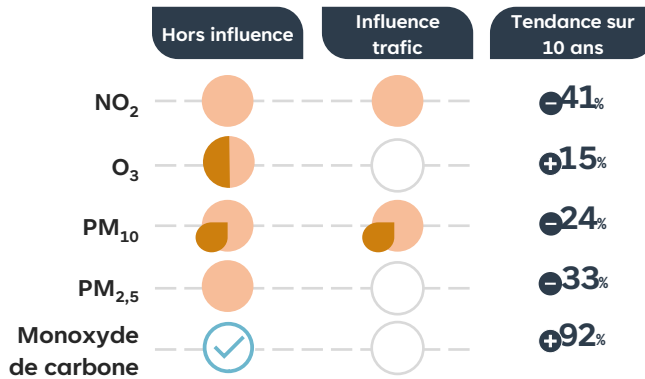 Hors influence
Influence
trafic
Tendance sur
10 ans
NO₂
−41%
O₃
+15%
PM₁₀
−24%
PM₂,₅
−33%
Monoxyde
de carbone
+92%